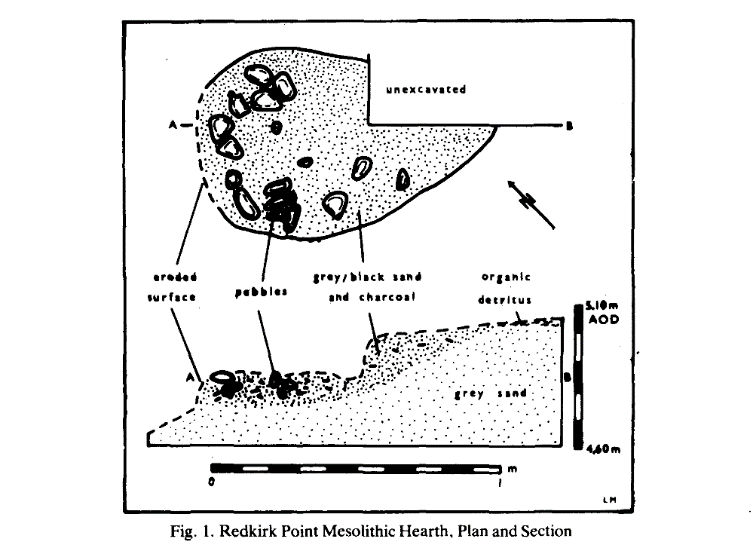 unexcavated
A
B
eroded
surface
pebbles
grey/black sand
and charcoal
organic
detritus
5.10m
AOD
A
B
grey sand
4.60m
m
0
1
LM
Fig. 1. Redkirk Point Mesolithic Hearth, Plan and Section